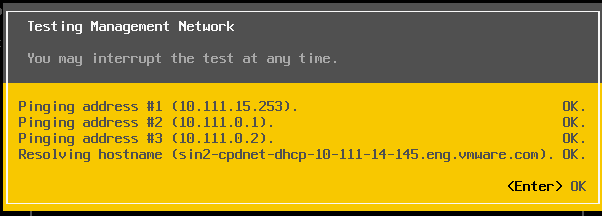 Testing Management Network
You may interrupt the test at any time.
Pinging address #1 (10.111.15.253). OK.
Pinging address #2 (10.111.0.1). OK.
Pinging address #3 (10.111.0.2). OK.
Resolving hostname (sin2-cpdnet-dhcp-10-111-14-145.eng.vmware.com). OK.
<Enter> OK